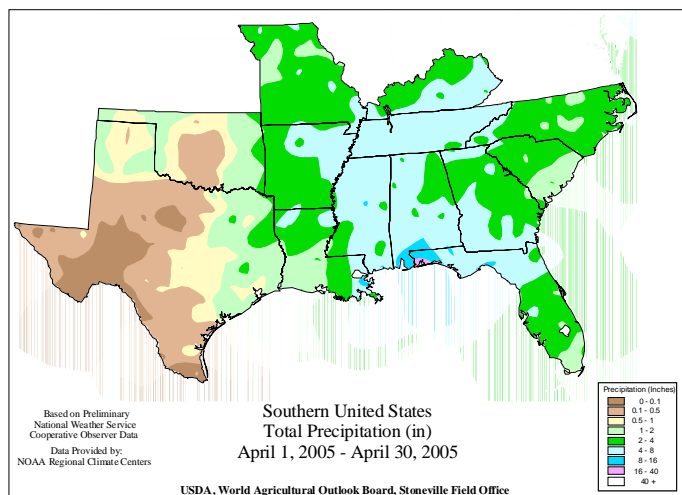 Based on Preliminary
National Weather Service
Cooperative Observer Data
Data Provided by:
NOAA Regional Climate Centers
Southern United States
Total Precipitation (in)
April 1, 2005 - April 30, 2005
USDA, World Agricultural Outlook Board, Stoneville Field Office
Precipitation (Inches)
0 - 0.1
0.1 - 0.5
0.5 - 1
1 - 2
2 - 4
4 - 8
8 - 16
16 - 40
40 +